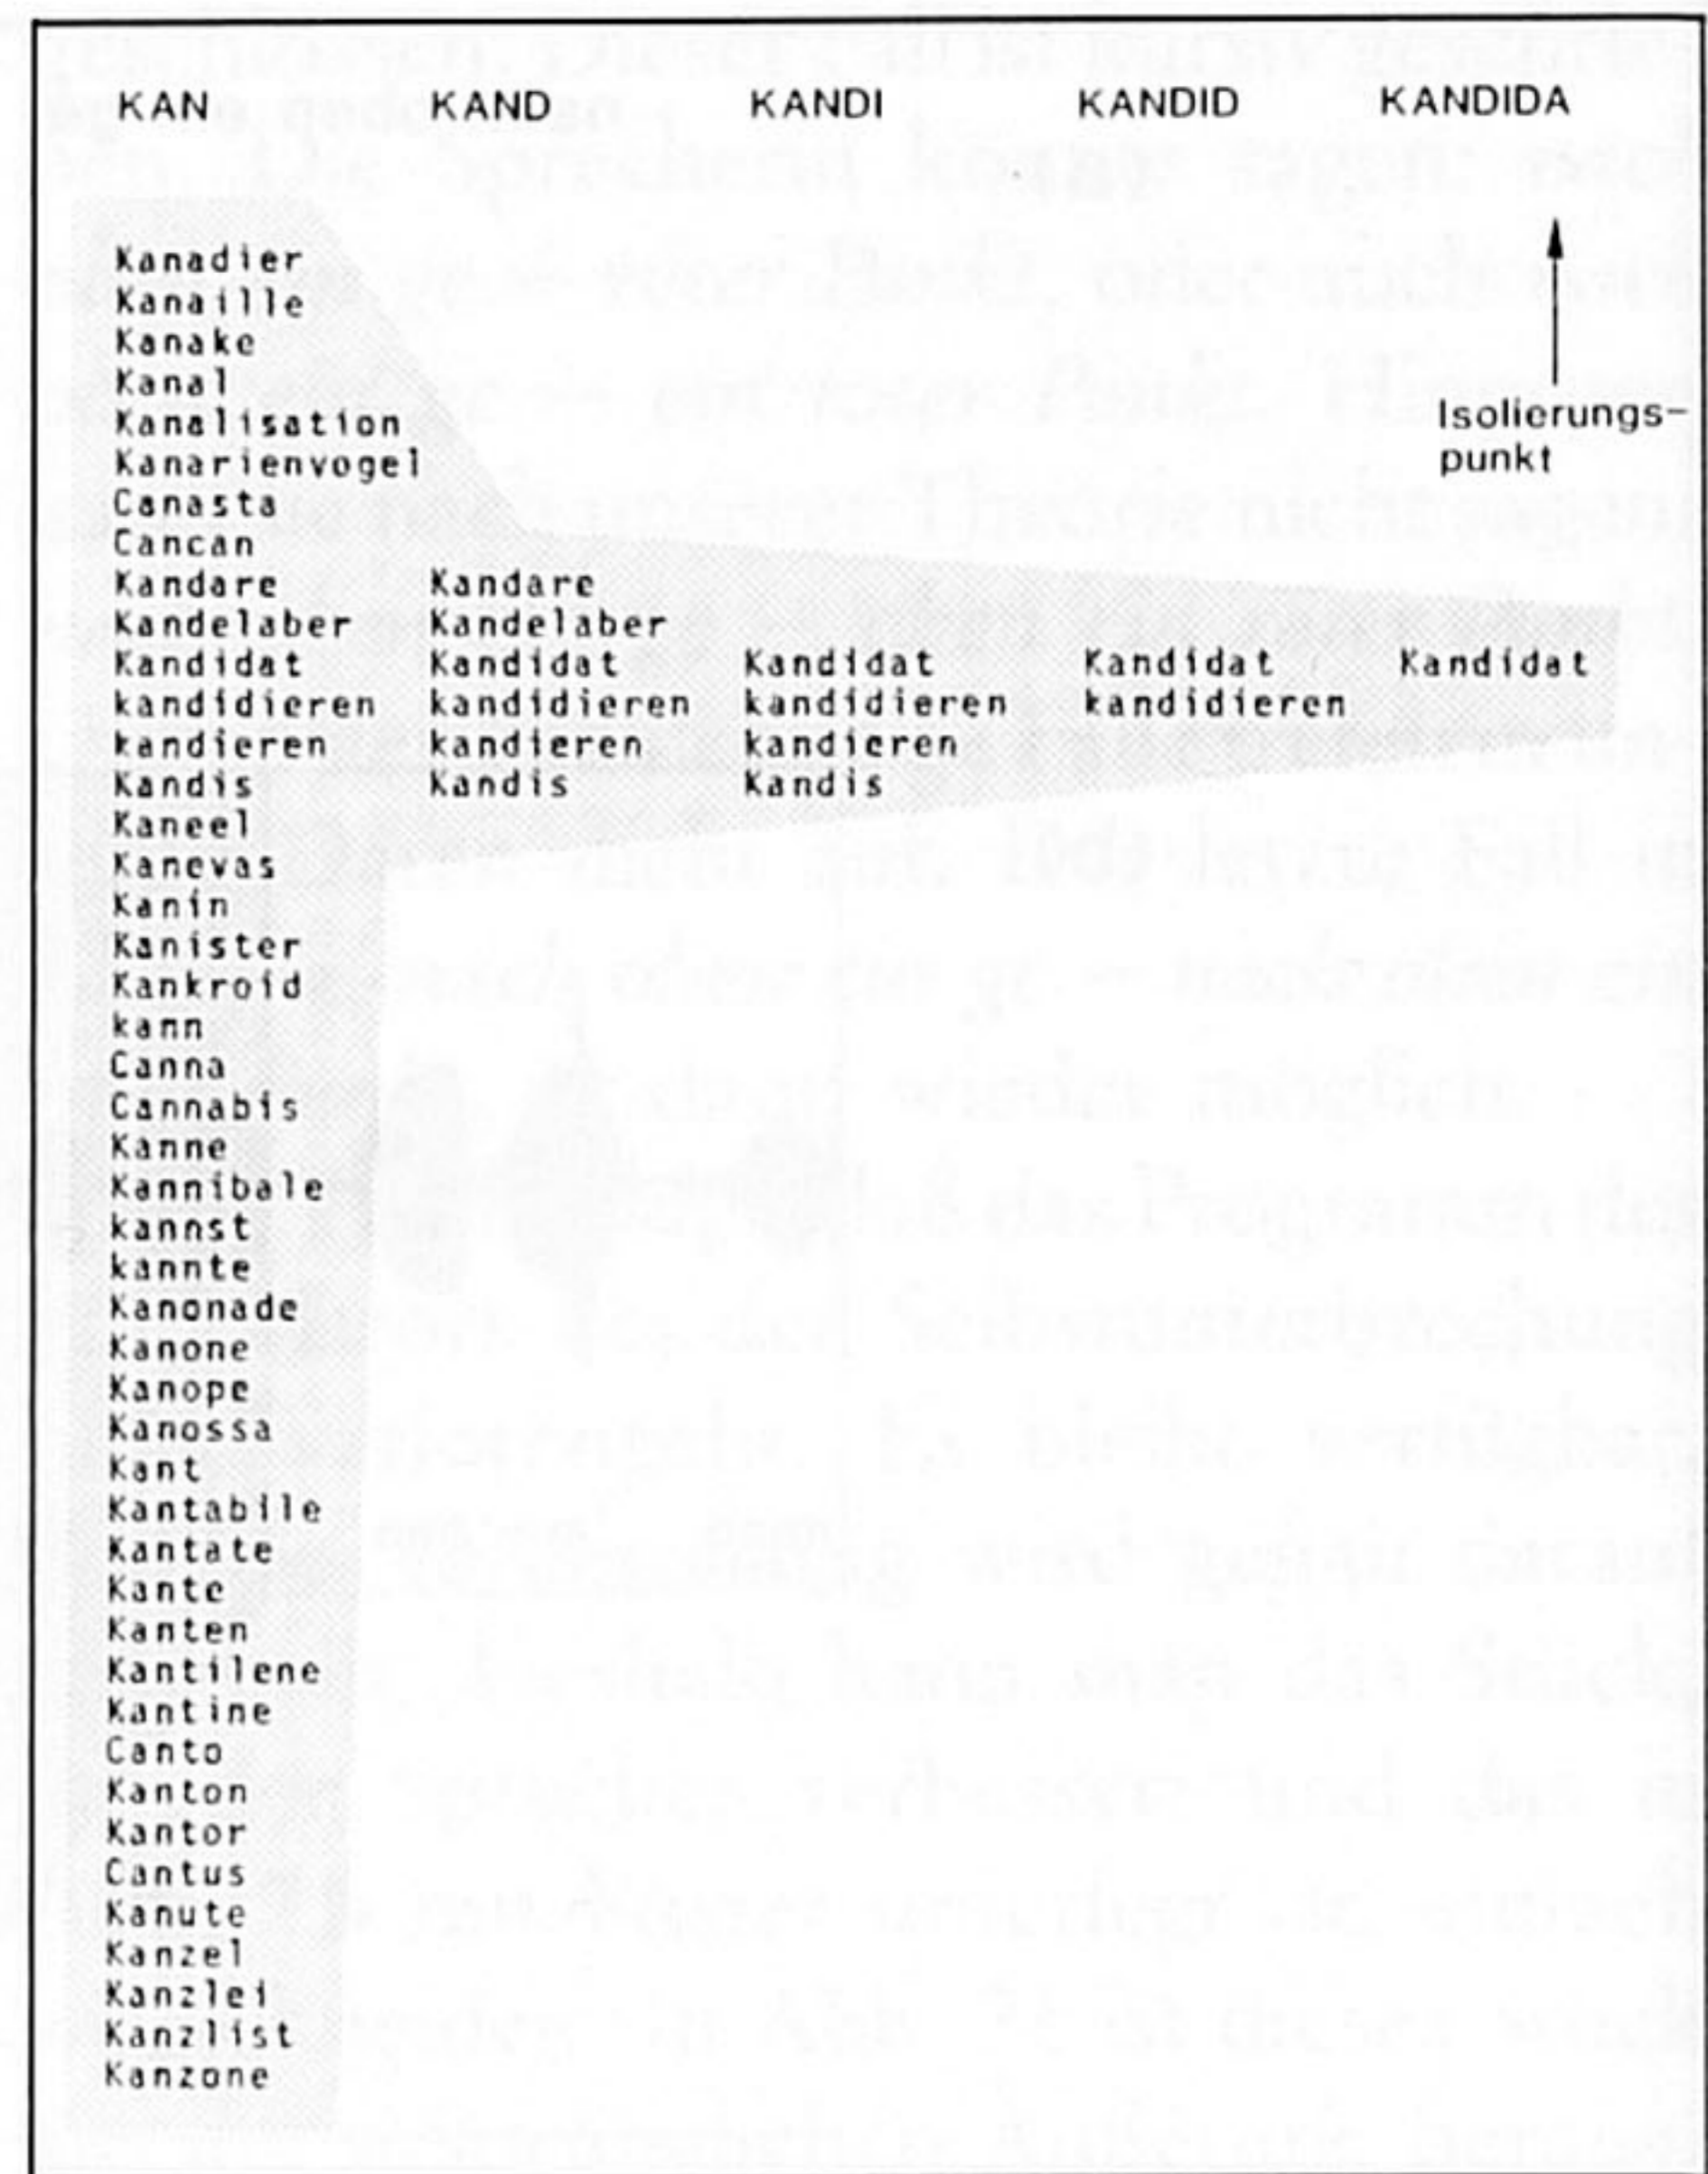 KAN KAND KANDI KANDID KANDIDA
Kanadier
Kanaille
Kanake
Kanal
Kanalisation
Isolierungs-
Kanarienvogel
punkt
Canasta
Cancan
Kandare Kandare
Kandelaber Kandelaber
Kandidat Kandidat Kandidat Kandidat Kandidat
kandidieren kandidieren kandidieren kandidieren
kandieren kandieren kandieren
Kandis Kandis Kandis
Kaneel
Kanevas
Kanin
Kanister
Kankroid
kann
Canna
Cannabis
Kanne
Kannibale
kannst
kannte
Kanonade
Kanone
Kanope
Kanossa
Kant
Kantabile
Kantate
Kante
Kanten
Kantilene
Kantine
Canto
Kanton
Kantor
Cantus
Kanute
Kanzel
Kanzlei
Kanzlist
Kanzone